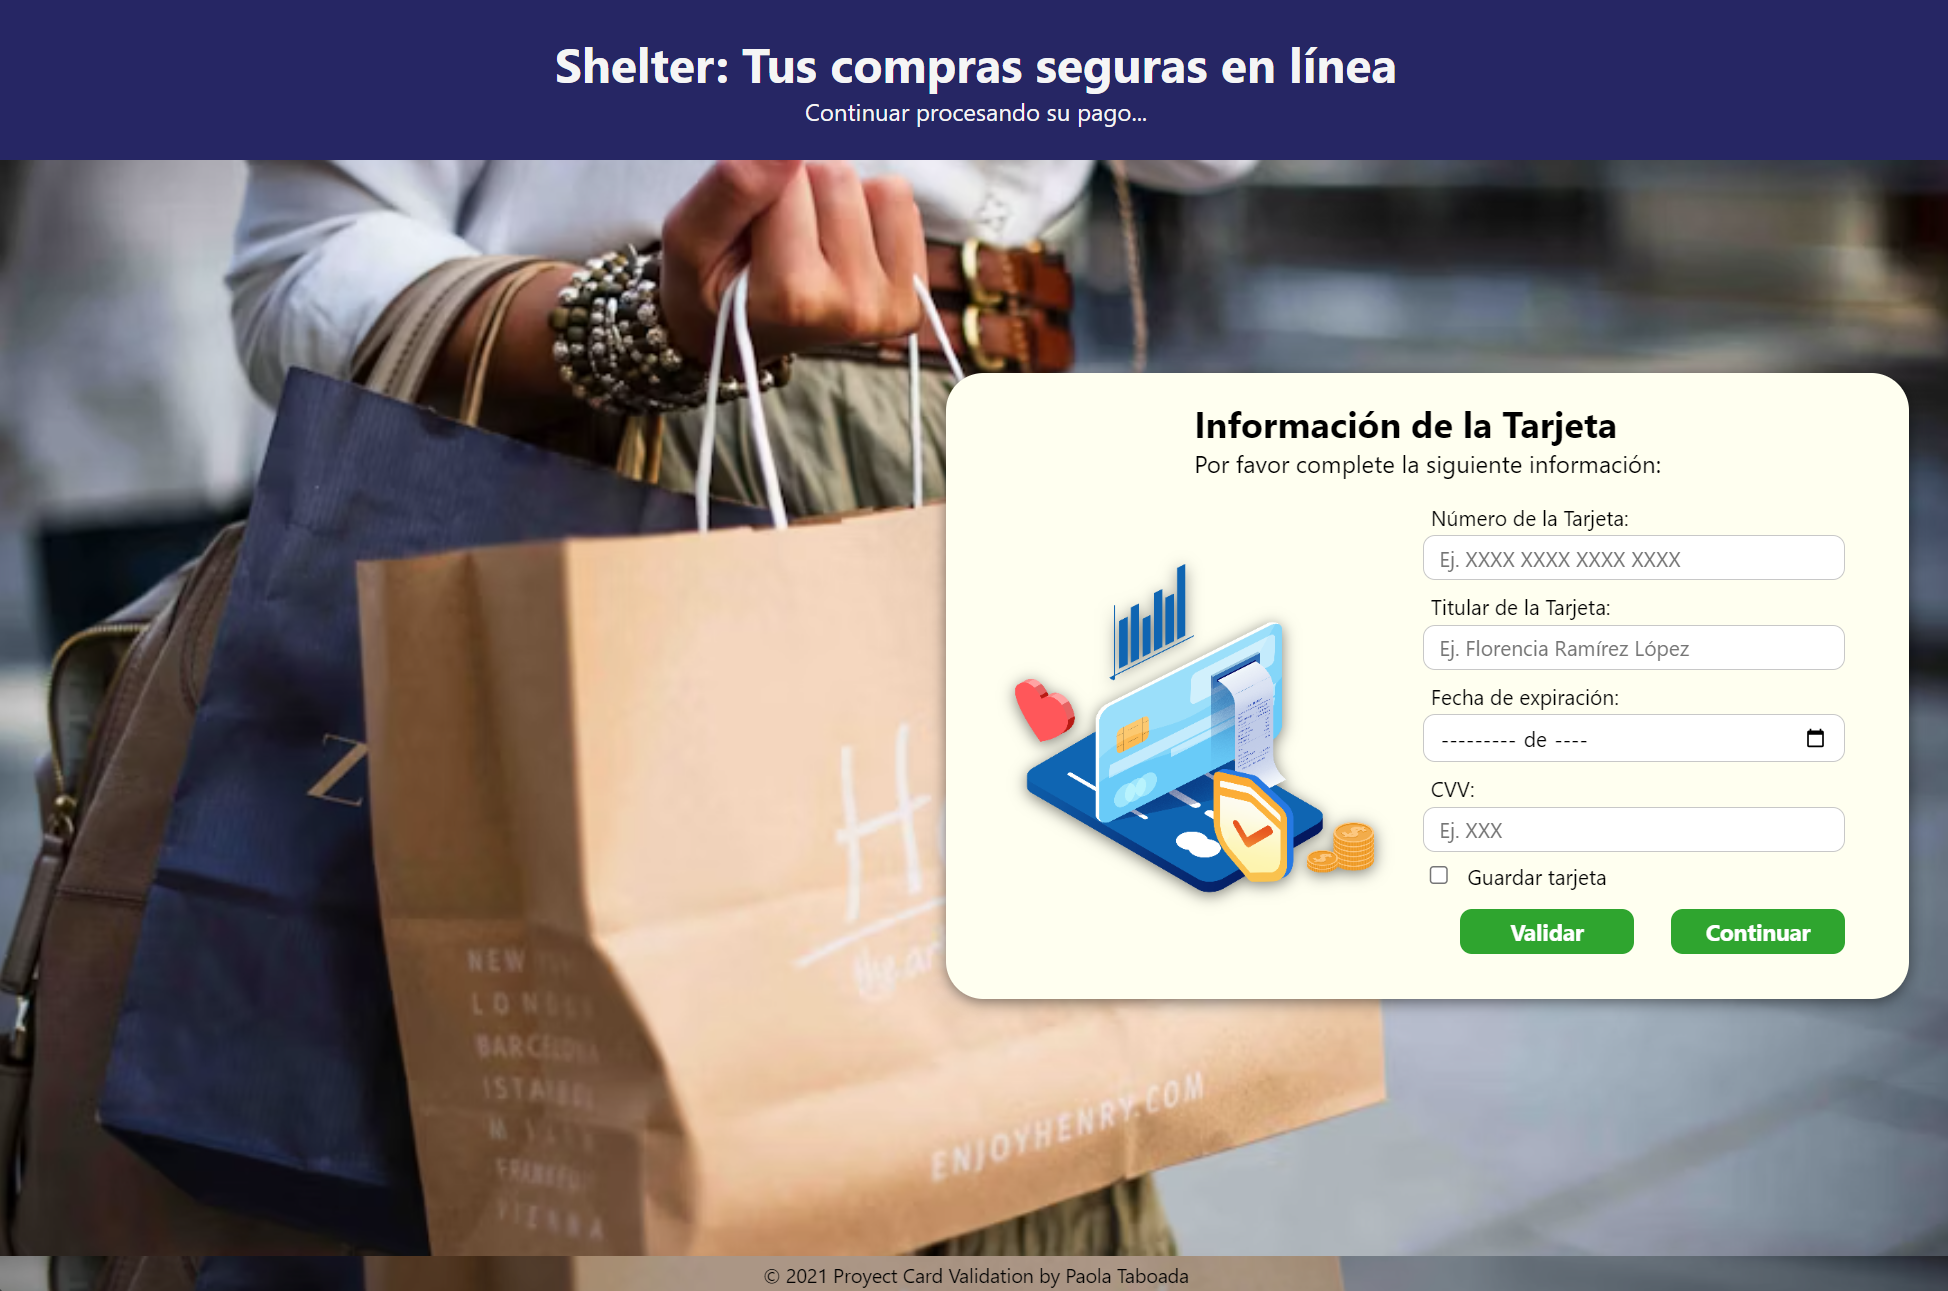 Shelter: Tus compras seguras en línea
Continuar procesando su pago...
Información de la Tarjeta
Por favor complete la siguiente información:
Número de la Tarjeta:
Ej. XXXX XXXX XXXX XXXX
Titular de la Tarjeta:
Ej. Florencia Ramírez López
Fecha de expiración:
--------- de ----
CVV:
Ej. XXX
Guardar tarjeta
Validar Continuar
Z
H
the ar
NEW
BARCELONA
VIENNA
ENJOYHENRY.COM
© 2021 Proyect Card Validation by Paola Taboada